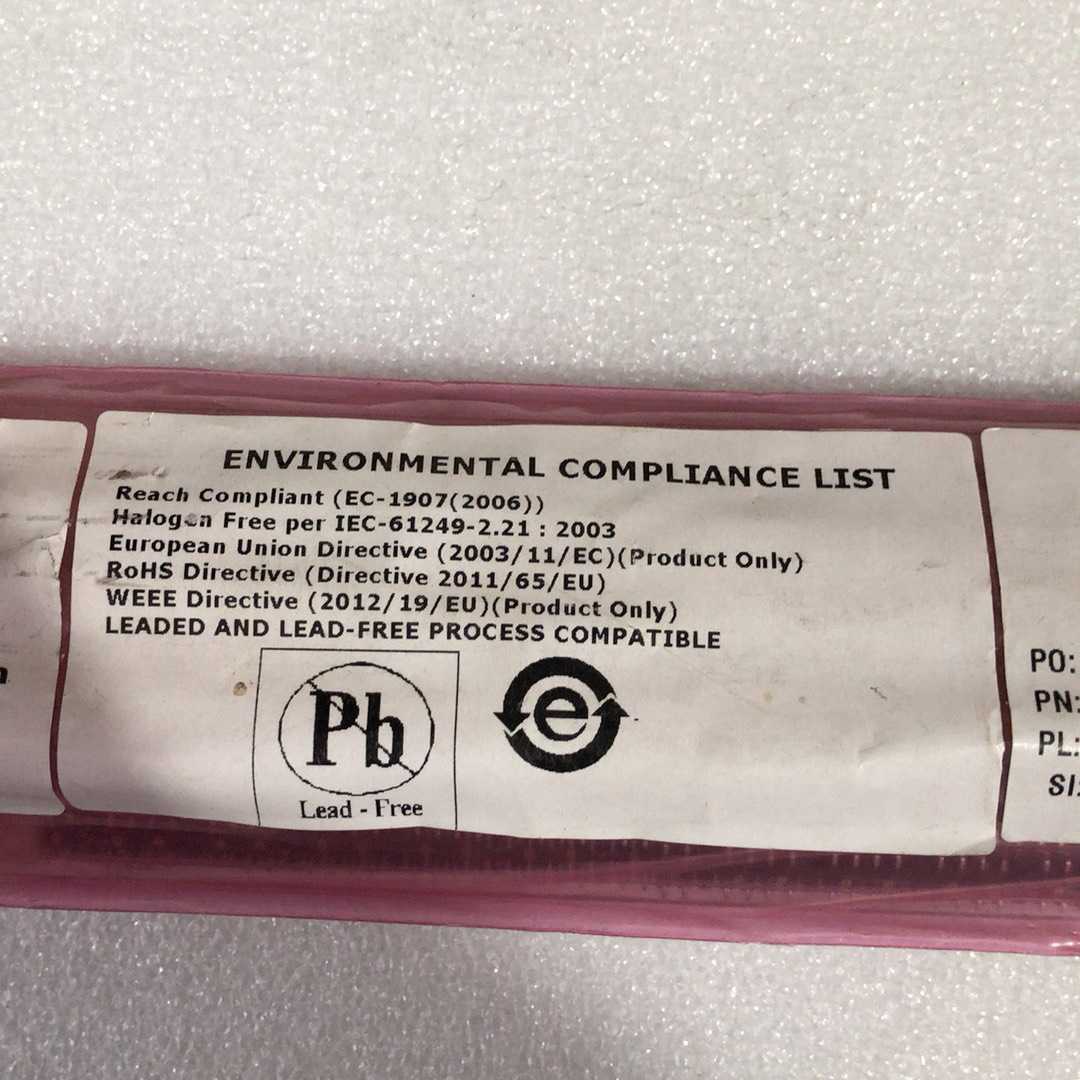 ENVIRONMENTAL COMPLIANCE LIST
Reach Compliant (EC-1907(2006))
Halogen Free per IEC-61249-2.21 : 2003
European Union Directive (2003/11/EC)(Product Only)
RoHS Directive (Directive 2011/65/EU)
WEEE Directive (2012/19/EU)(Product Only)
LEADED AND LEAD-FREE PROCESS COMPATIBLE
Pb
Lead - Free
e
PO:
PN:
PL: